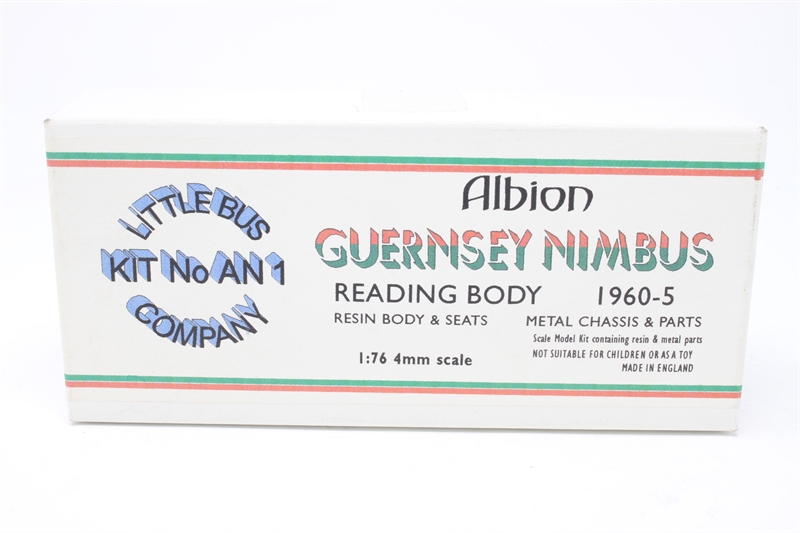 LITTLE BUS
KIT No AN 1
COMPANY
Albion
GUERNSEY NIMBUS
READING BODY 1960-5
RESIN BODY & SEATS METAL CHASSIS & PARTS
Scale Model Kit containing resin & metal parts
1:76 4mm scale NOT SUITABLE FOR CHILDREN OR AS A TOY
MADE IN ENGLAND